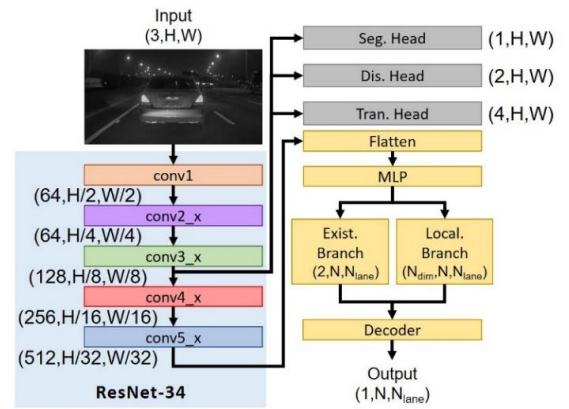 Input
(3,H,W)
conv1
(64,H/2,W/2)
conv2_x
(64,H/4,W/4)
conv3_x
(128,H/8,W/8)
conv4_x
(256,H/16,W/16)
conv5_x
(512,H/32,W/32)
ResNet-34
Seg. Head
(1,H,W)
Dis. Head
(2,H,W)
Tran. Head
(4,H,W)
Flatten
MLP
Exist.
Branch
(2,N,Nlane)
Local.
Branch
(Ndim,N,Nlane)
Decoder
Output
(1,N,Nlane)